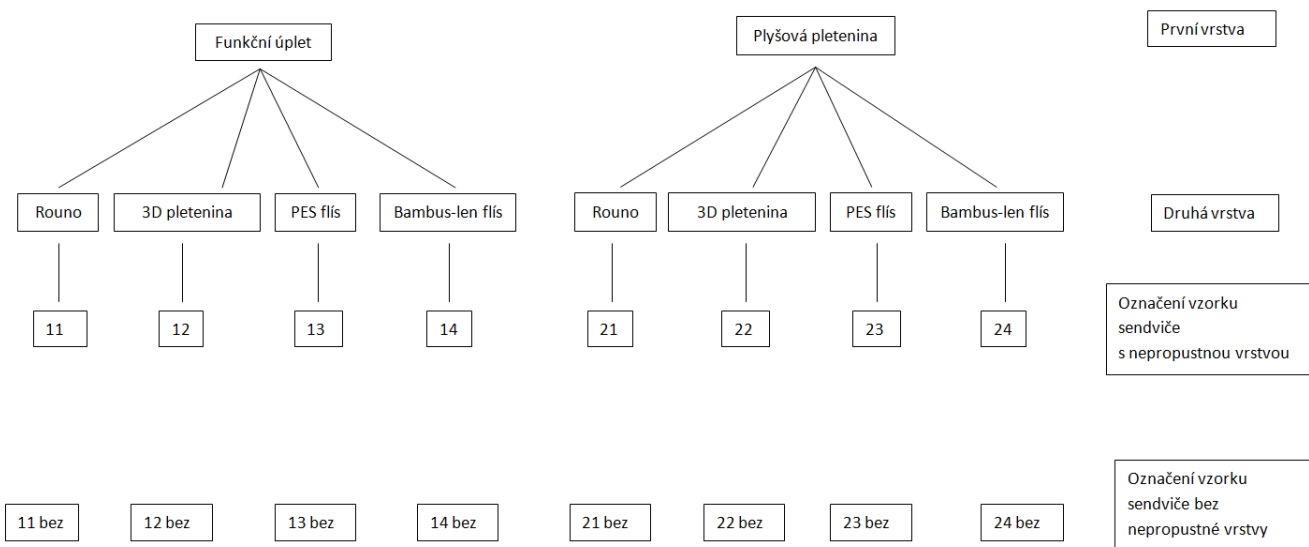 Funkční úplet
Plyšová pletenina
První vrstva
Rouno
3D pletenina
PES flís
Bambus-len flís
Rouno
3D pletenina
PES flís
Bambus-len flís
Druhá vrstva
11
12
13
14
21
22
23
24
Označení vzorku
sendviče
s nepropustnou vrstvou
11 bez
12 bez
13 bez
14 bez
21 bez
22 bez
23 bez
24 bez
Označení vzorku
sendviče bez
nepropustné vrstvy